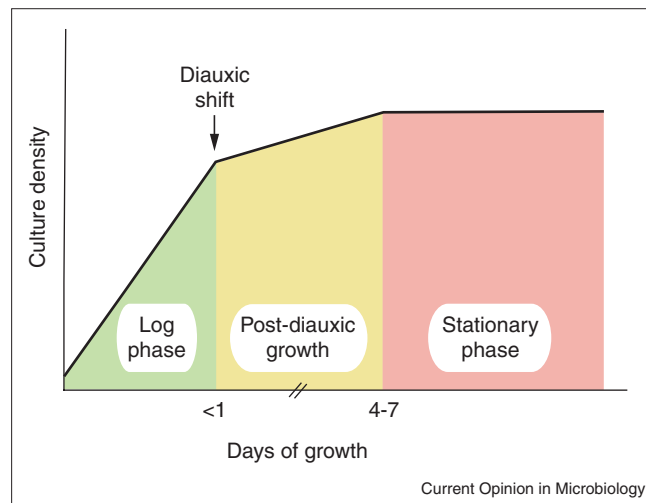 Diauxic
shift
Culture density
Log
phase
Post-diauxic
growth
Stationary
phase
<1
4-7
Days of growth
Current Opinion in Microbiology